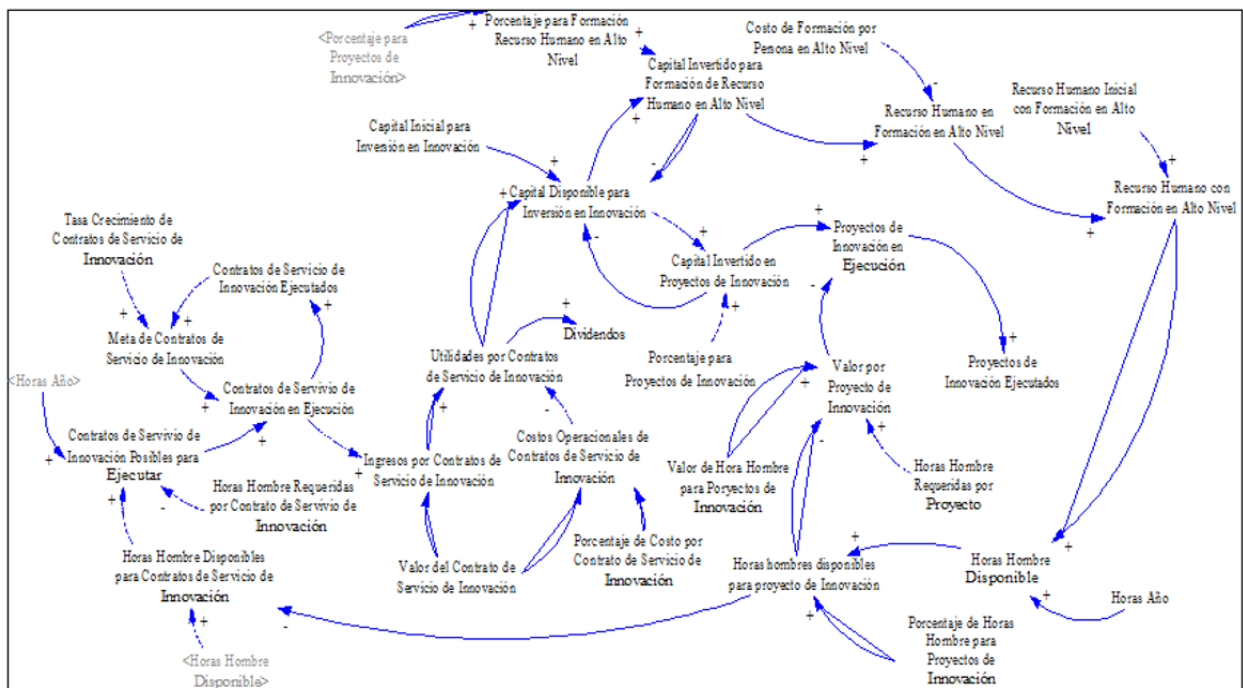 <Porcentaje para
Proyectos de
Innovación>
Porcentaje para Formación
Recurso Humano en Alto
Nivel
Costo de Formación por
Persona en Alto Nivel
Capital Invertido para
Formación de Recurso
Humano en Alto Nivel
Recurso Humano Inicial
con Formación en Alto
Nivel
Recurso Humano en
Formación en Alto Nivel
Capital Inicial para
Inversión en Innovación
Capital Disponible para
Inversión en Innovación
Recurso Humano con
Formación en Alto Nivel
Tasa Crecimiento de
Contratos de Servicio de
Innovación
Contratos de Servicio de
Innovación Ejecutados
Capital Invertido en
Proyectos de Innovación
Proyectos de
Innovación en
Ejecución
Meta de Contratos de
Servicio de Innovación
Dividendos
Utilidades por Contratos
de Servicio de Innovación
Porcentaje para
Proyectos de Innovación
Valor por
Proyecto de
Innovación
Proyectos de
Innovación Ejecutados
<Horas Año>
Contratos de Servivio de
Innovación en Ejecución
Contratos de Servivio de
Innovación Posibles para
Ejecutar
Ingresos por Contratos de
Servicio de Innovación
Costos Operacionales de
Contratos de Servicio de
Innovación
Valor de Hora Hombre
para Poryectos de
Innovación
Horas Hombre
Requeridas por
Proyecto
Horas Hombre Requeridas
por Contrato de Servicio de
Innovación
Horas Hombre Disponibles
para Contratos de Servicio de
Innovación
Valor del Contrato de
Servicio de Innovación
Porcentaje de Costo por
Contrato de Servicio de
Innovación
Horas hombres disponibles
para proyecto de Innovación
Horas Hombre
Disponible
Horas Año
Porcentaje de Horas
Hombre para
Proyectos de
Innovación
<Horas Hombre
Disponible>